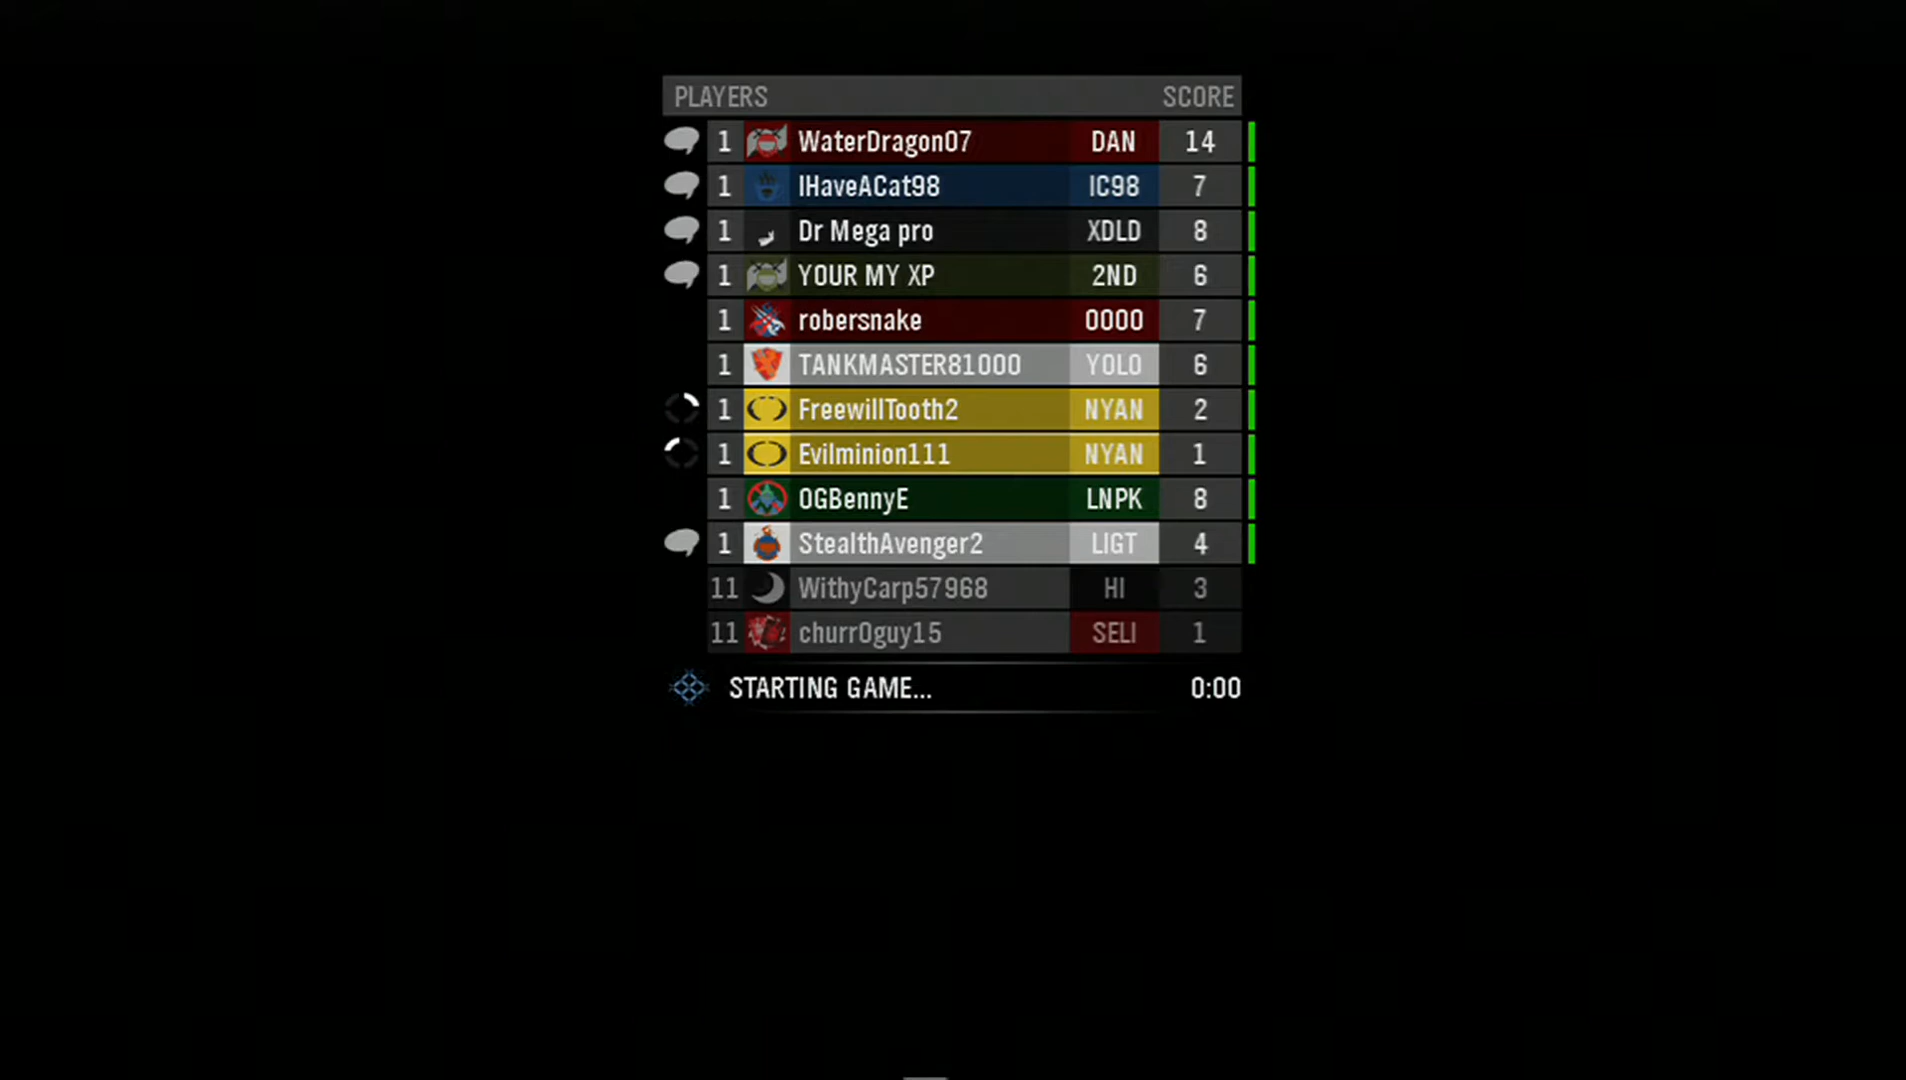 PLAYERS SCORE
1 WaterDragon07 DAN 14
1 IHaveACat98 IC98 7
1 Dr Mega pro XDLD 8
1 YOUR MY XP 2ND 6
1 robersnake 0000 7
1 TANKMASTER81000 YOLO 6
1 FreewillTooth2 NYAN 2
1 Evilminion111 NYAN 1
1 OGBennyE LNPK 8
1 StealthAvenger2 LIGT 4
11 WithyCarp57968 HI 3
11 churr0guy15 SELI 1
STARTING GAME... 0:00